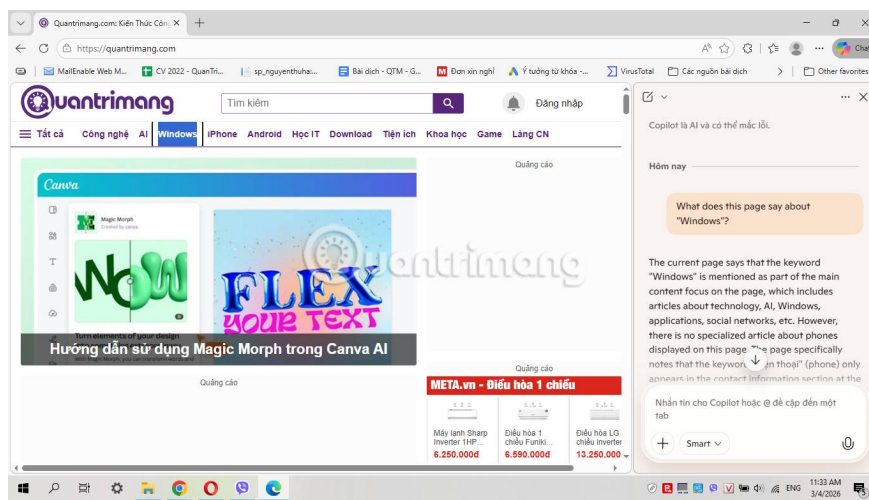 Quantrimang.com: Kiến Thức Côn
https://quantrimang.com
Chat
MailEnable Web M...
CV 2022 - QuanTri...
sp_nguyenthuha:...
Bài dịch - QTM - G...
Đơn xin nghỉ
Ý tưởng từ khóa -...
VirusTotal
Các nguồn bài dịch
Other favorites
Quantrimang
Tìm kiếm
Đăng nhập
Tất cả
Công nghệ
AI
Windows
iPhone
Android
Học IT
Download
Tiện ích
Khoa học
Game
Làng CN
Canva
Magic Morph
Created by canva
WOW
Turn elements of your design
FLEX
YOUR TEXT
Quantrimang
Hướng dẫn sử dụng Magic Morph trong Canva AI
Quảng cáo
Quảng cáo
Quảng cáo
META.vn - Điều hòa 1 chiều
Máy lạnh Sharp
Inverter 1HP...
6.250.000đ
Điều hòa 1
chiều Funiki...
6.590.000đ
Điều hòa LG
chiều inverter
13.250.000
Copilot là AI và có thể mắc lỗi.
Hôm nay
What does this page say about
"Windows"?
The current page says that the keyword
"Windows" is mentioned as part of the main
content focus on the page, which includes
articles about technology, AI, Windows,
applications, social networks, etc. However,
there is no specialized article about phones
displayed on this page. The page specifically
notes that the keyword thoại" (phone) only
appears in the contact information section at the
Nhắn tin cho Copilot hoặc @ đề cập đến một
tab
Smart
ENG
11:33 AM
3/4/2026